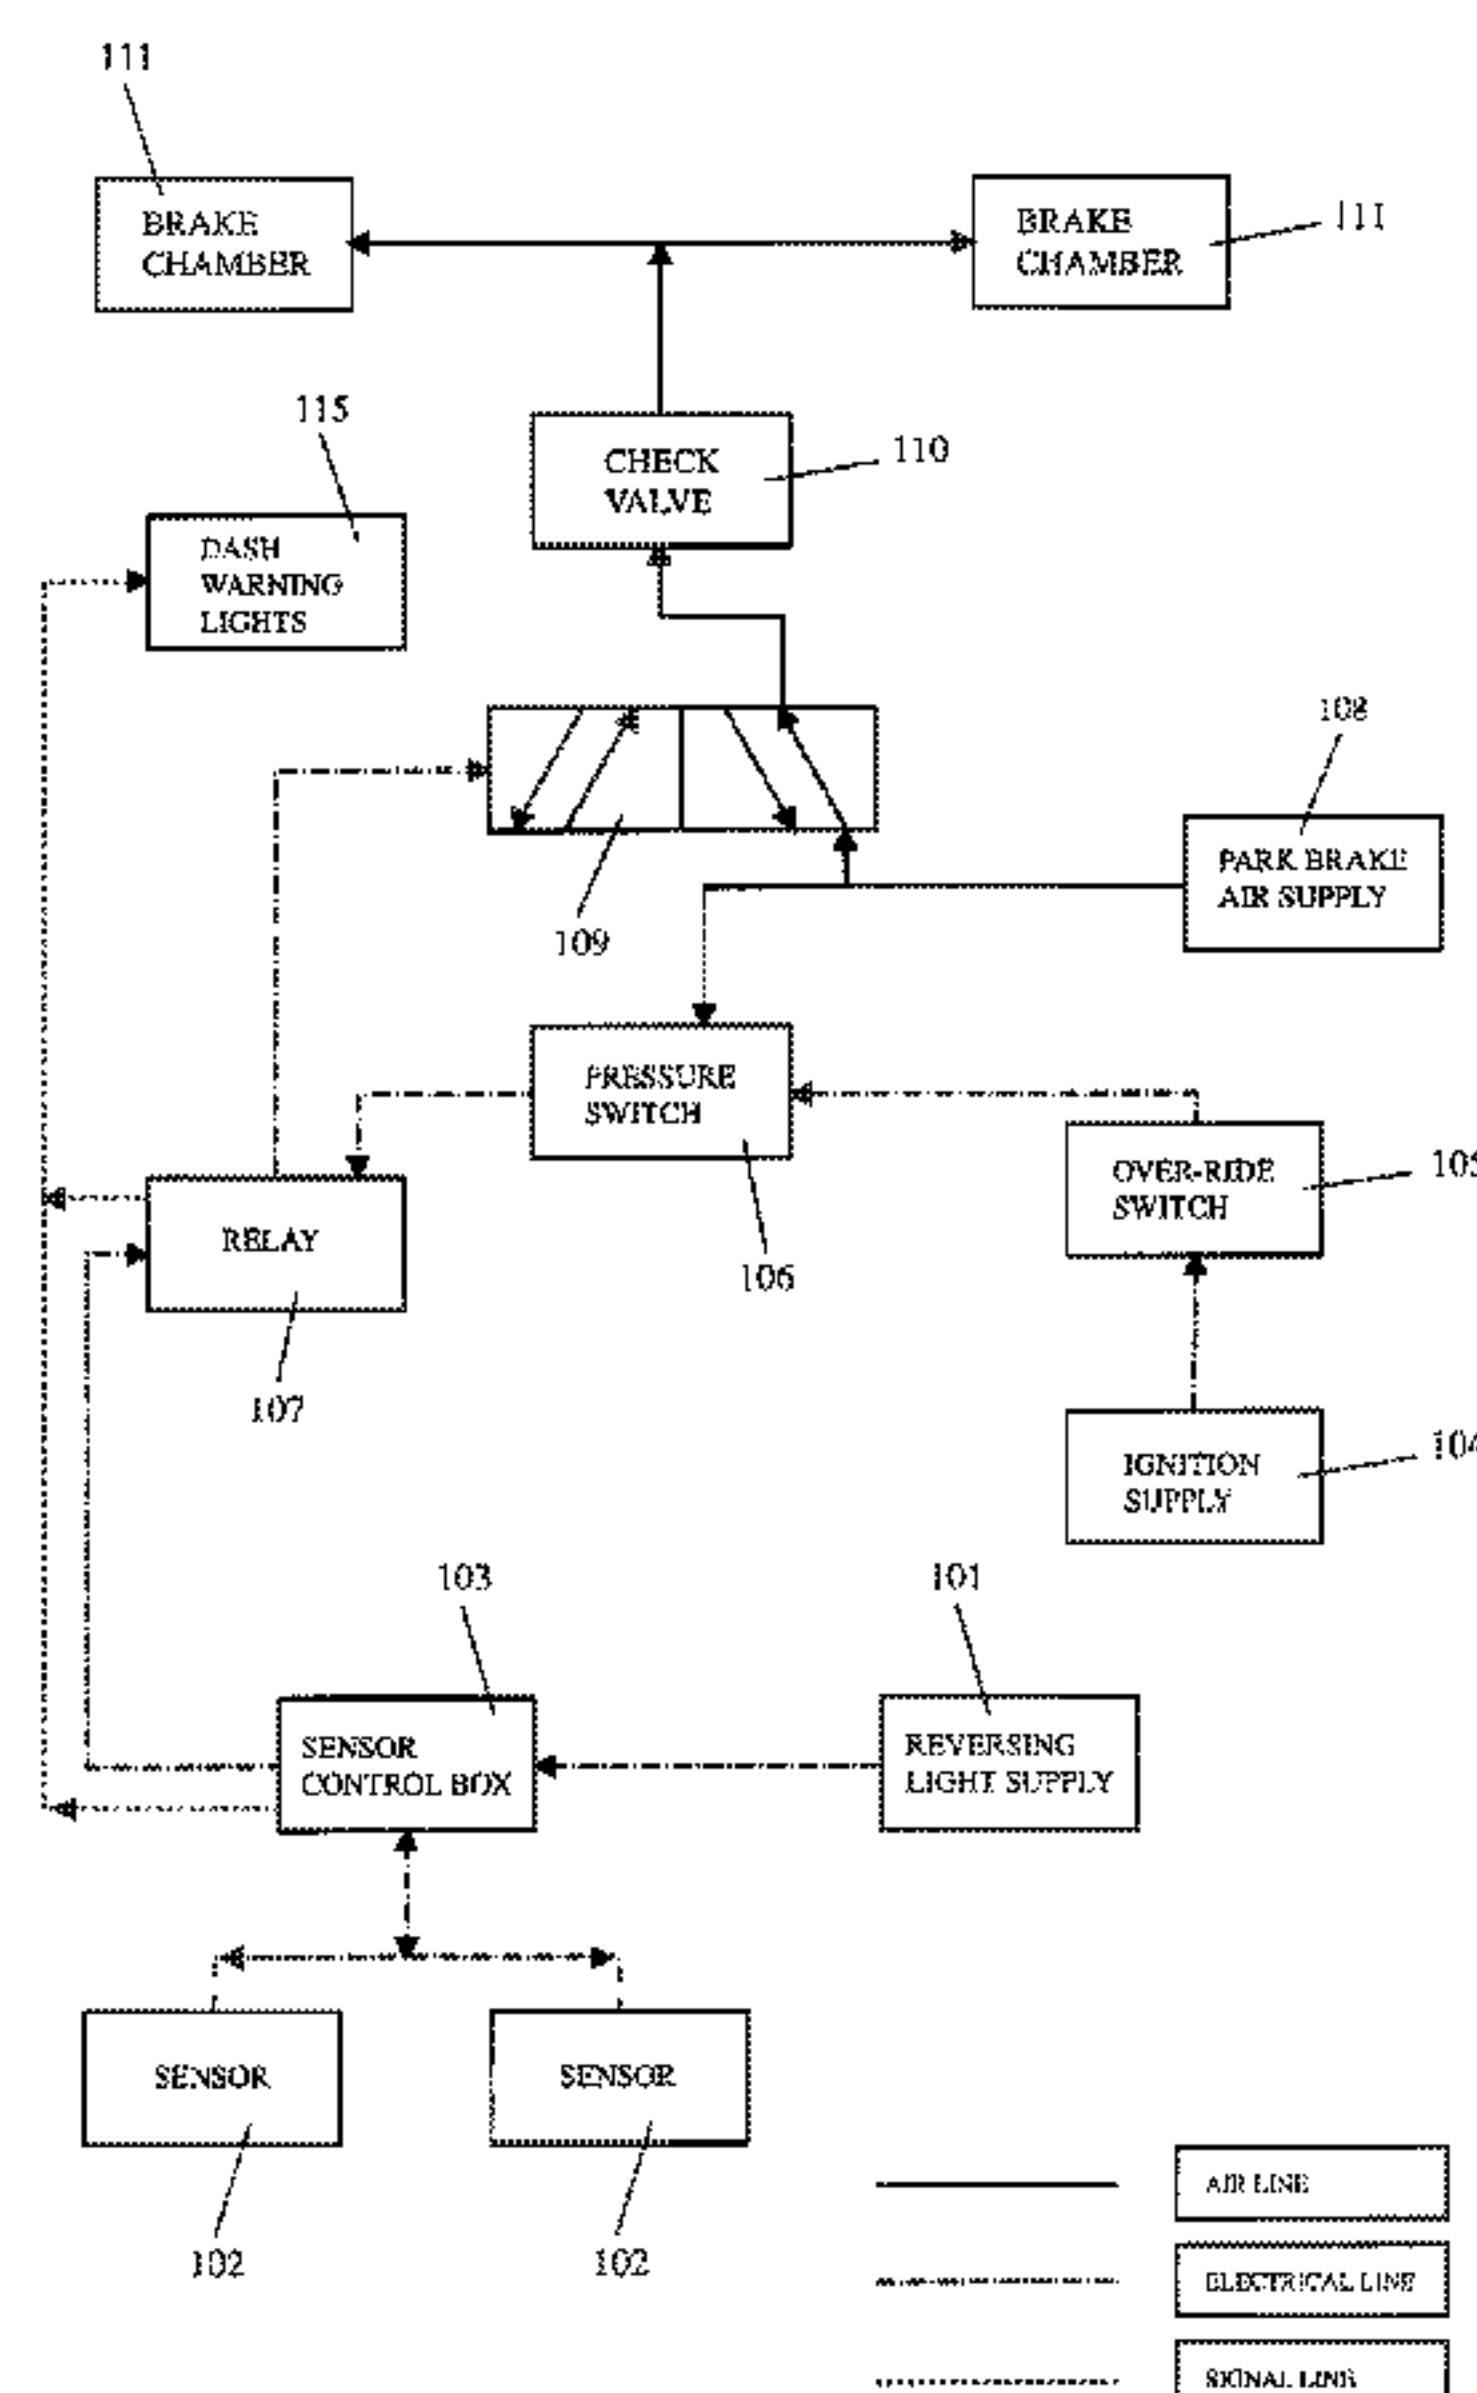 111
BRAKE
CHAMBER
BRAKE
CHAMBER
111
115
CHECK
VALVE
110
DASH
WARNING
LIGHTS
108
PARK BRAKE
AIR SUPPLY
109
PRESSURE
SWITCH
OVER-RIDE
SWITCH
105
RELAY
106
107
IGNITION
SUPPLY
104
103
101
SENSOR
CONTROL BOX
REVERSING
LIGHT SUPPLY
SENSOR
SENSOR
102
102
AIR LINE
ELECTRICAL LINE
SIGNAL LINE